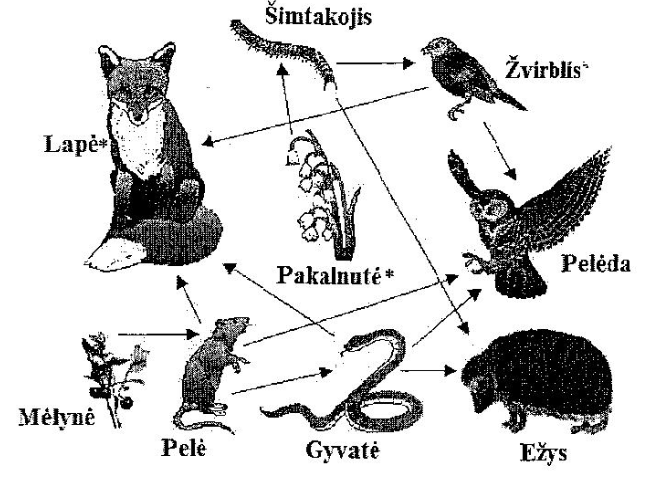 Šimtakojis
Žvirblis*
Lapė*
Pelėda
Pakalnutė*
Mėlynė
Pelė
Gyvatė
Ežys